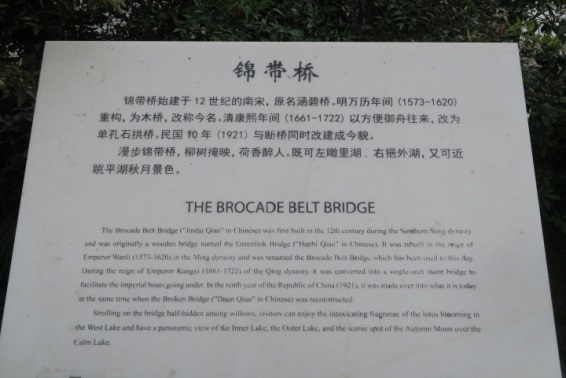 锦带桥
锦带桥始建于12世纪的南宋，原名涵碧桥。明万历年间（1573-1620）
重构，为木桥，改称今名。清康熙年间（1661-1722）以方便御舟往来，改为
单孔石拱桥。民国10年（1921）与断桥同时改建成今貌。
漫步锦带桥，柳树掩映，荷香醉人。既可左瞰里湖．右挹外湖，又可近
眺平湖秋月景色。
THE BROCADE BELT BRIDGE
The Brocade Belt Bridge ("Jindai Qiao" in Chinese) was first built in the 12th century during the Southern Song dynasty
and was originally a wooden bridge named the Greenlink Bridge ("Hanbi Qiao" in Chinese). It was rebuilt in the reign of
Emperor Wanli (1573-1620) in the Ming dynasty and was renamed the Brocade Belt Bridge which has been used to this day.
During the reign of Emperor Kangxi (1661-1722) of the Qing dynasty, it was converted into a single-arch stone bridge to
facilitate the imperial boats going under. In the tenth year of the Republic of China (1921), it was made over into what it is today
at the same time when the Broken Bridge ("Duan Qiao" in Chinese) was reconstructed.
Strolling on the bridge half-hidden among willows, visitors can enjoy the intoxicating fragrance of the lotus blooming in
the West Lake and have a panoramic view of the Inner Lake, the Outer Lake, and the scenic spot of the Autumn Moon over the
Calm Lake.